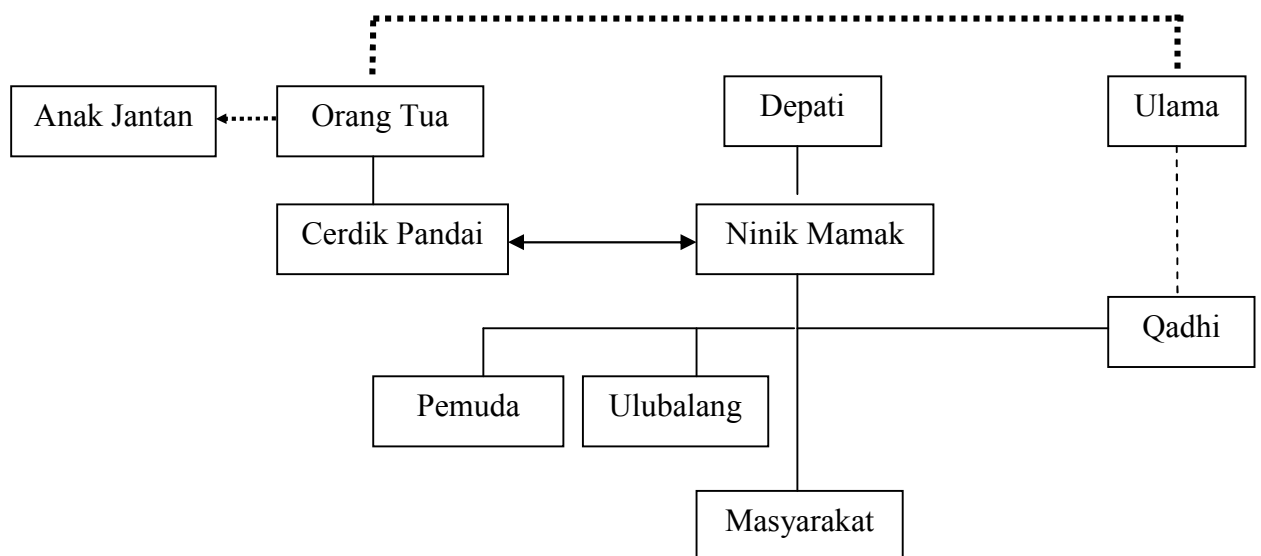 Anak Jantan
Orang Tua
Depati
Ulama
Cerdik Pandai
Ninik Mamak
Qadhi
Pemuda
Ulubalang
Masyarakat